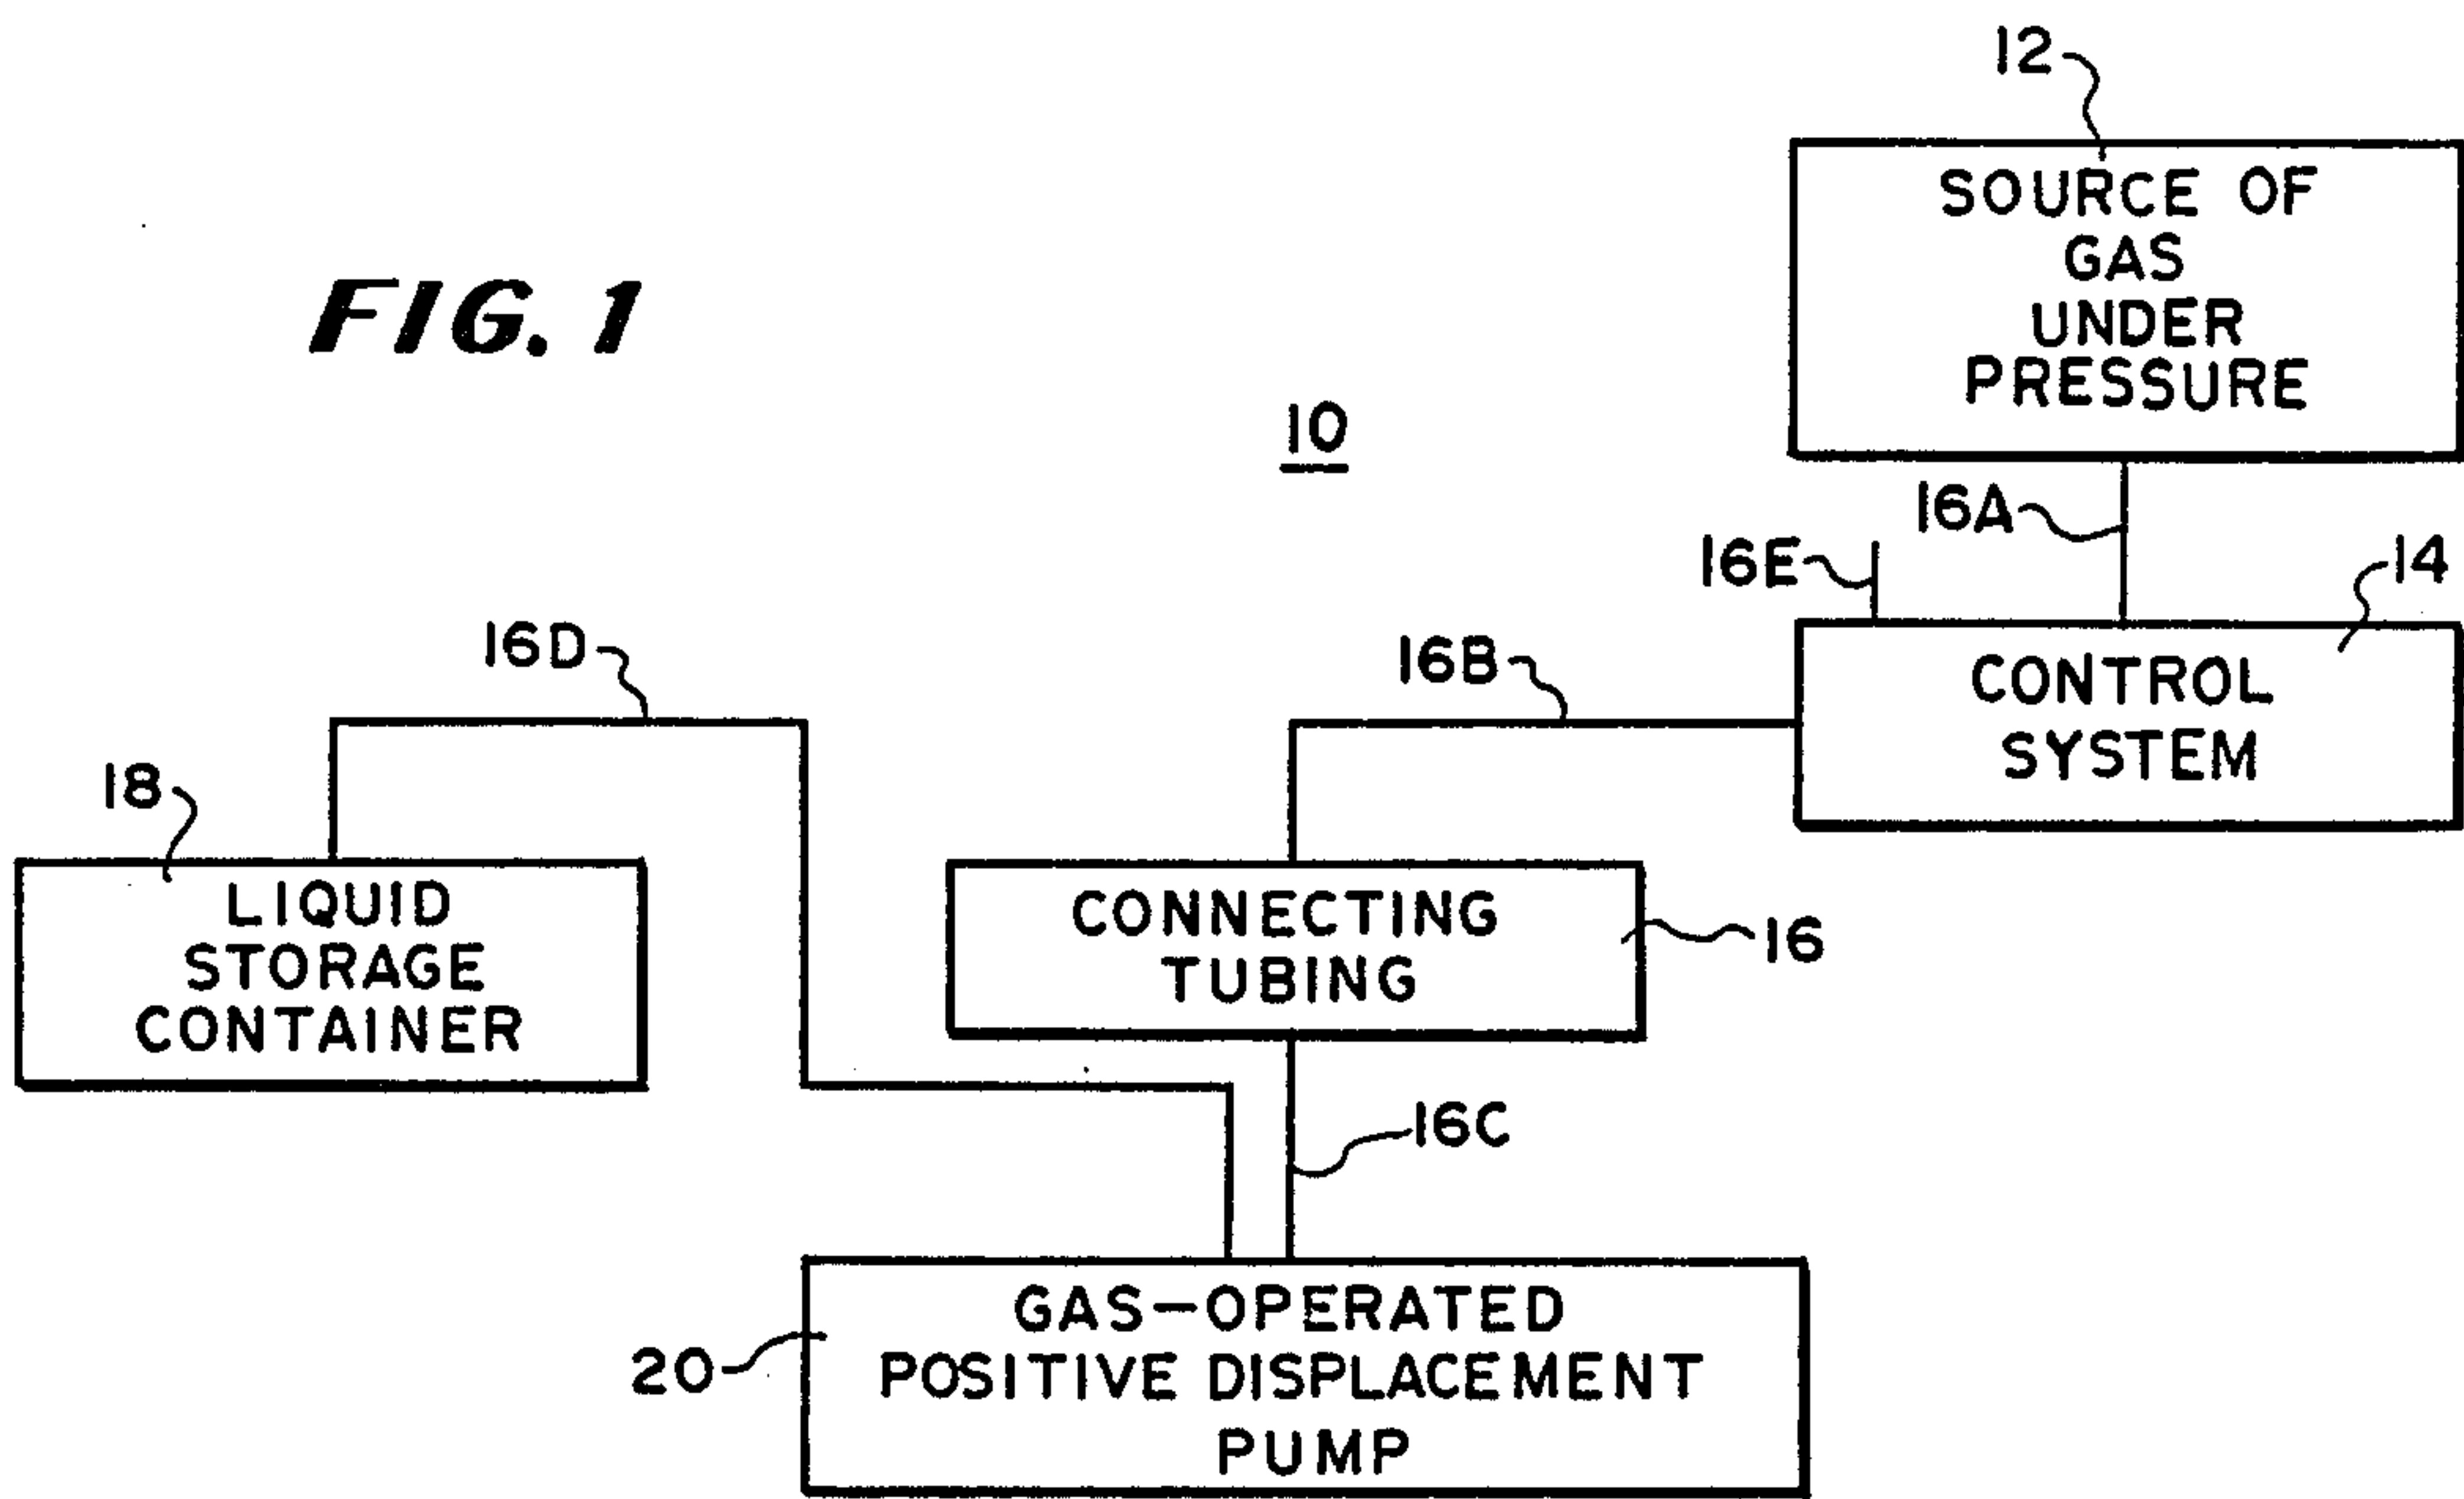 12
SOURCE OF
GAS
UNDER
PRESSURE
FIG. 1
10
16A
16E
14
16D
16B
CONTROL
SYSTEM
18
LIQUID
STORAGE
CONTAINER
CONNECTING
TUBING
16
16C
GAS-OPERATED
POSITIVE DISPLACEMENT
PUMP
20